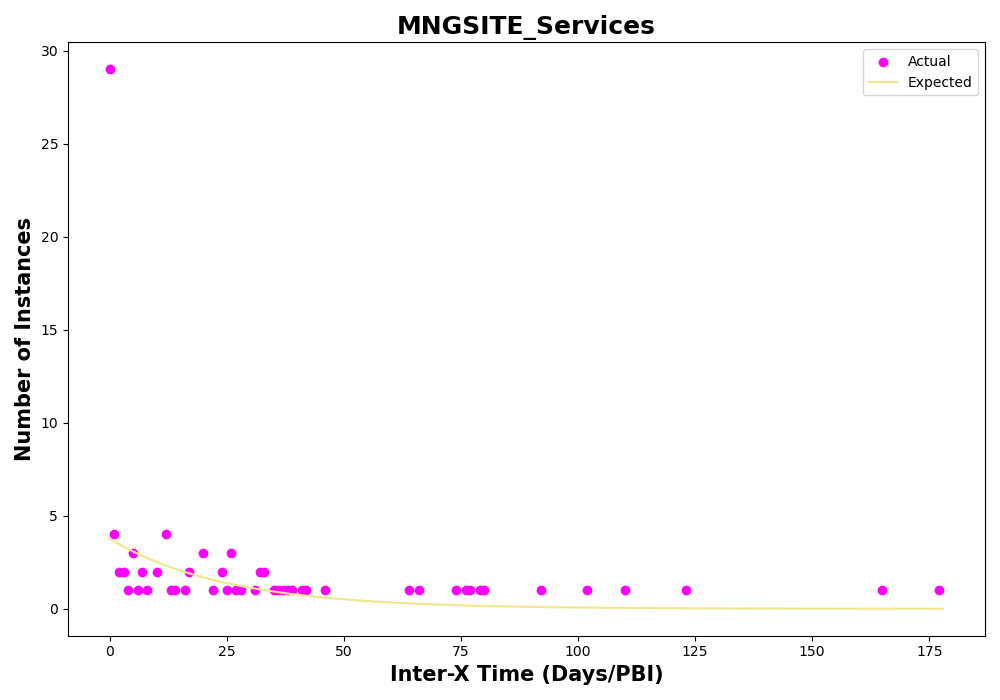 MNGSITE_Services
Actual
Expected
Number of Instances
30
25
20
15
10
5
0
0 25 50 75 100 125 150 175
Inter-X Time (Days/PBI)